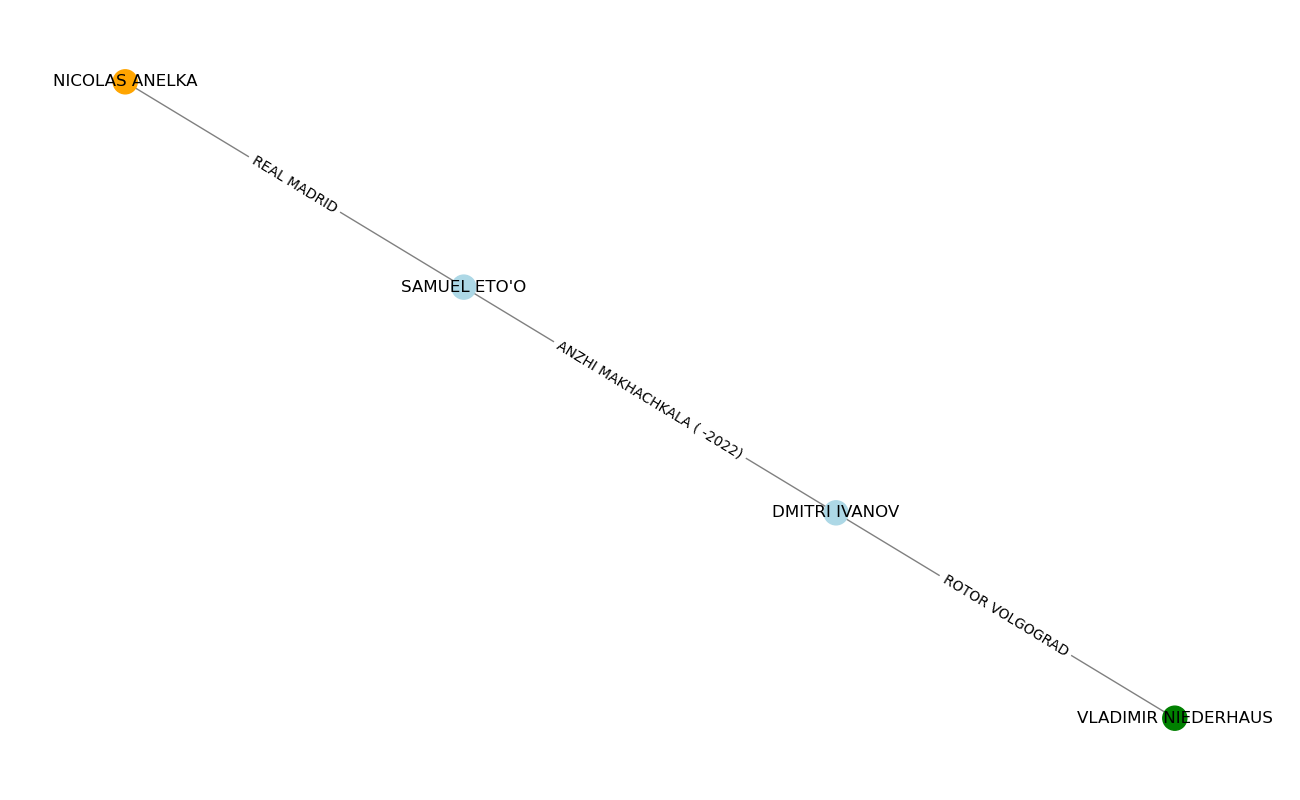 NICOLAS ANELKA
REAL MADRID
SAMUEL ETO'O
ANZHI MAKHACHKALA ( -2022)
DMITRI IVANOV
ROTOR VOLGOGRAD
VLADIMIR NIEDERHAUS